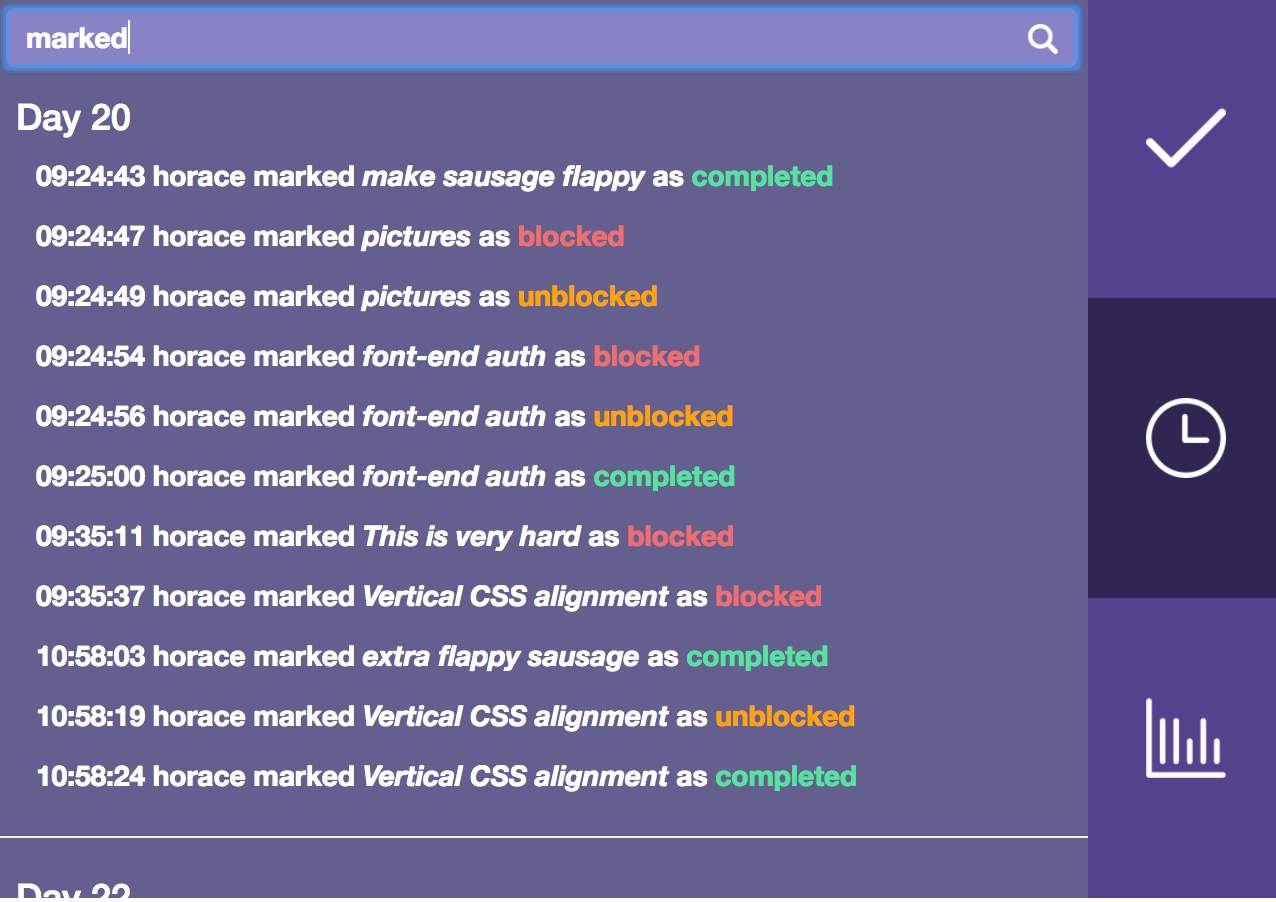 marked
Day 20
09:24:43 horace marked make sausage flappy as completed
09:24:47 horace marked pictures as blocked
09:24:49 horace marked pictures as unblocked
09:24:54 horace marked font-end auth as blocked
09:24:56 horace marked font-end auth as unblocked
09:25:00 horace marked font-end auth as completed
09:35:11 horace marked This is very hard as blocked
09:35:37 horace marked Vertical CSS alignment as blocked
10:58:03 horace marked extra flappy sausage as completed
10:58:19 horace marked Vertical CSS alignment as unblocked
10:58:24 horace marked Vertical CSS alignment as completed
Day 22